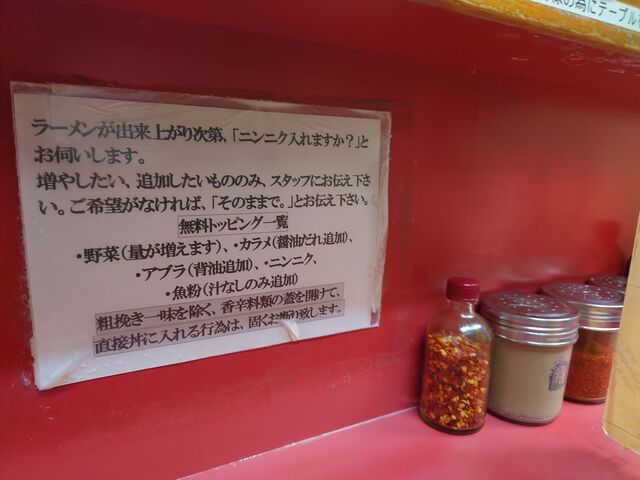 様の為にテーブル
ラーメンが出来上がり次第、「ニンニク入れますか？」と
お伺いします。
増やしたい、追加したいもののみ、スタッフにお伝え下さ
い。ご希望がなければ、「そのままで。」とお伝え下さい。
無料トッピング一覧
・野菜（量が増えます）、・カラメ（醤油だれ追加）、
・アブラ（背油追加）、・ニンニク、
・魚粉（汁なしのみ追加）
粗挽き一味を除く、香辛料類の蓋を開けて、
直接丼に入れる行為は、固くお断り致します。